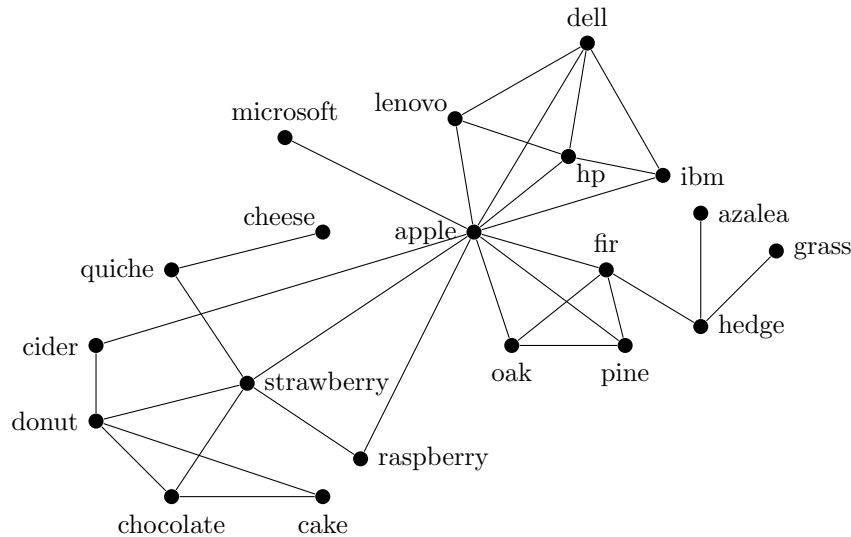 dell
lenovo
microsoft
hp
ibm
azalea
cheese
apple
fir
grass
quiche
hedge
cider
oak
pine
strawberry
donut
raspberry
chocolate
cake